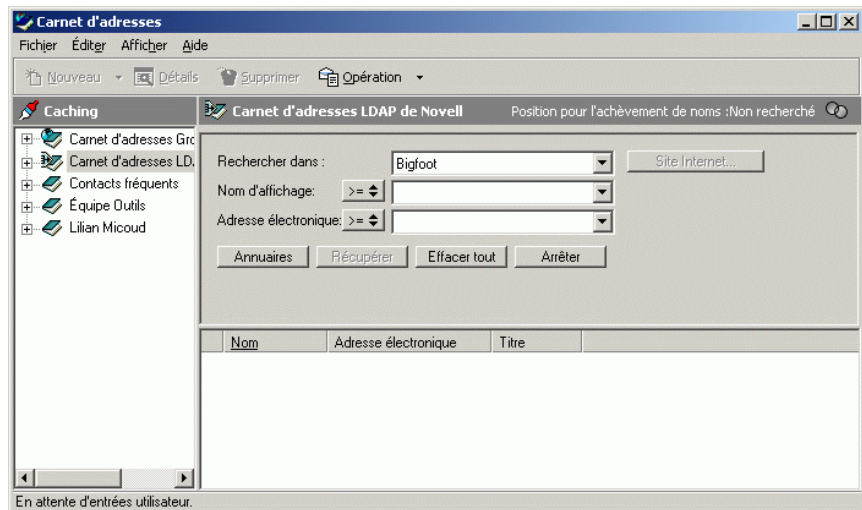 Carnet d'adresses
Fichier Éditer Afficher Aide
Nouveau Détails Supprimer Opération
Caching
Carnet d'adresses LDAP de Novell Position pour l'achèvement de noms :Non recherché
Carnet d'adresses Gro
Carnet d'adresses LD.
Contacts fréquents
Équipe Outils
Lilian Micoud
Rechercher dans : Bigfoot Site Internet...
Nom d'affichage: >=
Adresse électronique: >=
Annuaires Récupérer Effacer tout Arrêter
Nom Adresse électronique Titre
En attente d'entrées utilisateur.